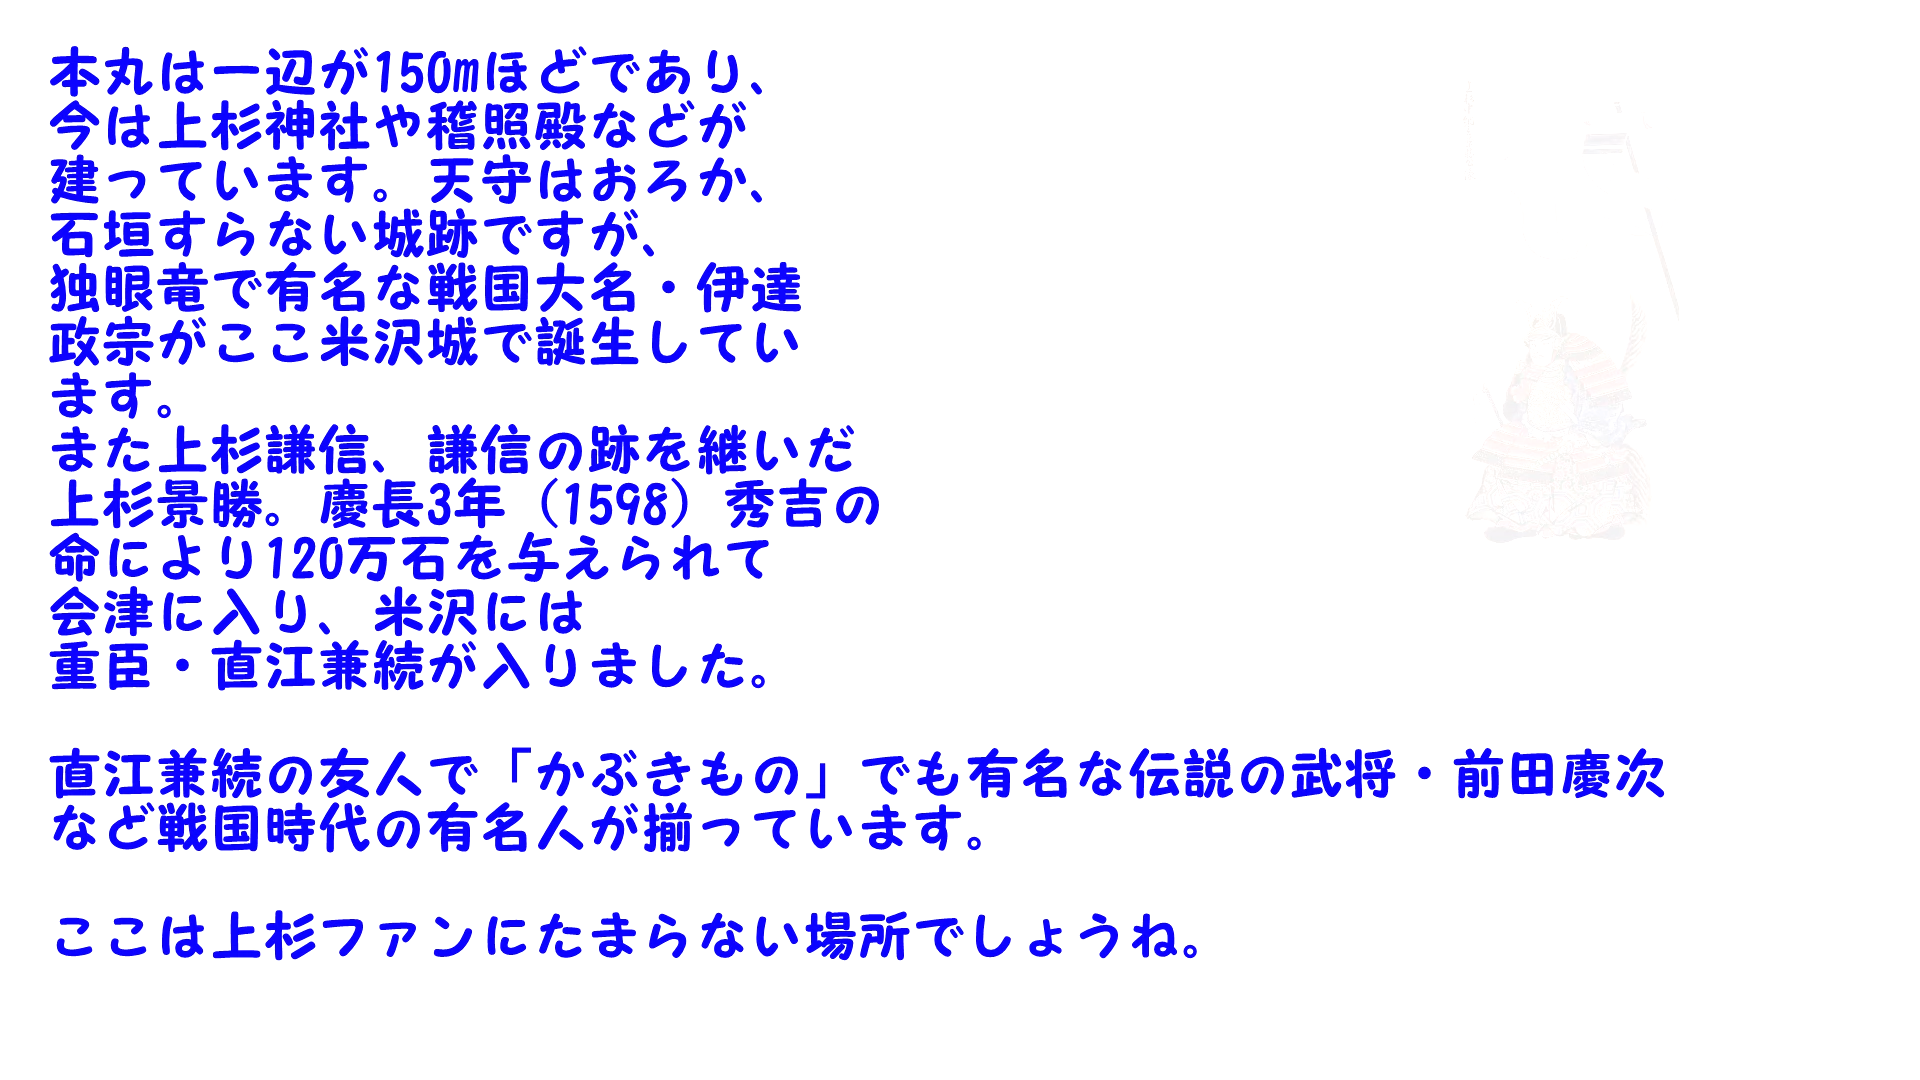 本丸は一辺が150mほどであり、
今は上杉神社や稽照殿などが
建っています。天守はおろか、
石垣すらない城跡ですが、
独眼竜で有名な戦国大名・伊達
政宗がここ米沢城で誕生してい
ます。
また上杉謙信、謙信の跡を継いだ
上杉景勝。慶長3年（1598）秀吉の
命により120万石を与えられて
会津に入り、米沢には
重臣・直江兼続が入りました。
直江兼続の友人で「かぶきもの」でも有名な伝説の武将・前田慶次
など戦国時代の有名人が揃っています。
ここは上杉ファンにたまらない場所でしょうね。